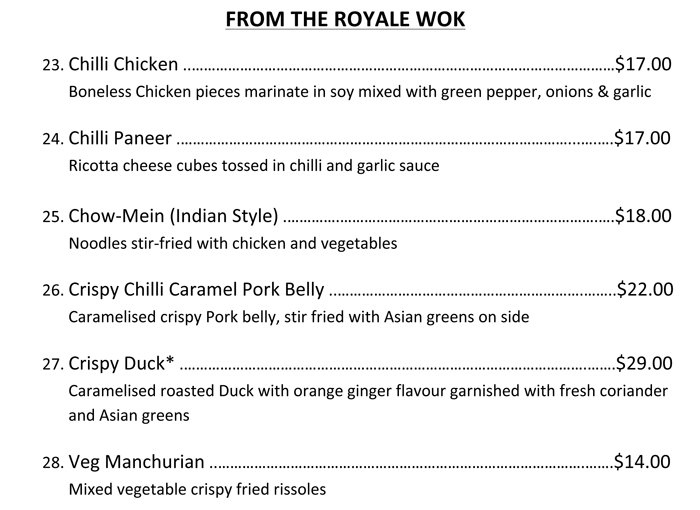 FROM THE ROYALE WOK
23. Chilli Chicken ........................................................................$17.00
Boneless Chicken pieces marinate in soy mixed with green pepper, onions & garlic
24. Chilli Paneer ........................................................................$17.00
Ricotta cheese cubes tossed in chilli and garlic sauce
25. Chow-Mein (Indian Style) ........................................................................$18.00
Noodles stir-fried with chicken and vegetables
26. Crispy Chilli Caramel Pork Belly ........................................................................$22.00
Caramelised crispy Pork belly, stir fried with Asian greens on side
27. Crispy Duck* ........................................................................$29.00
Caramelised roasted Duck with orange ginger flavour garnished with fresh coriander
and Asian greens
28. Veg Manchurian ........................................................................$14.00
Mixed vegetable crispy fried rissoles